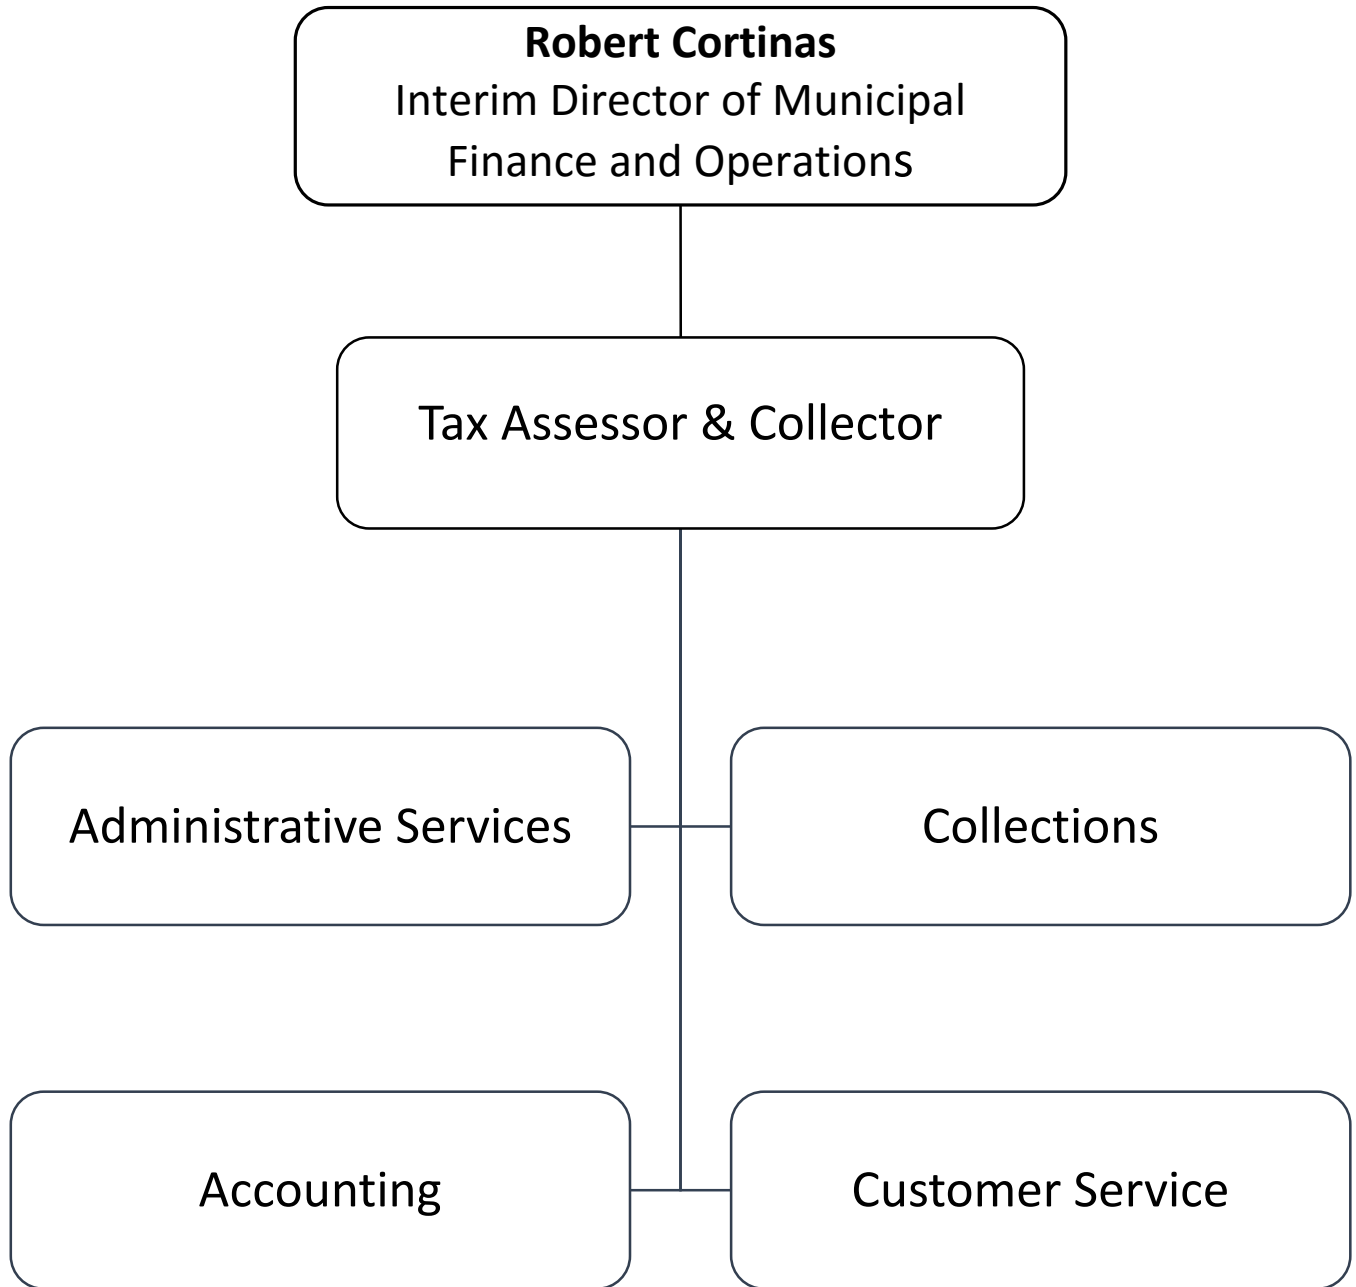 Robert Cortinas
Interim Director of Municipal
Finance and Operations
Tax Assessor & Collector
Administrative Services
Collections
Accounting
Customer Service